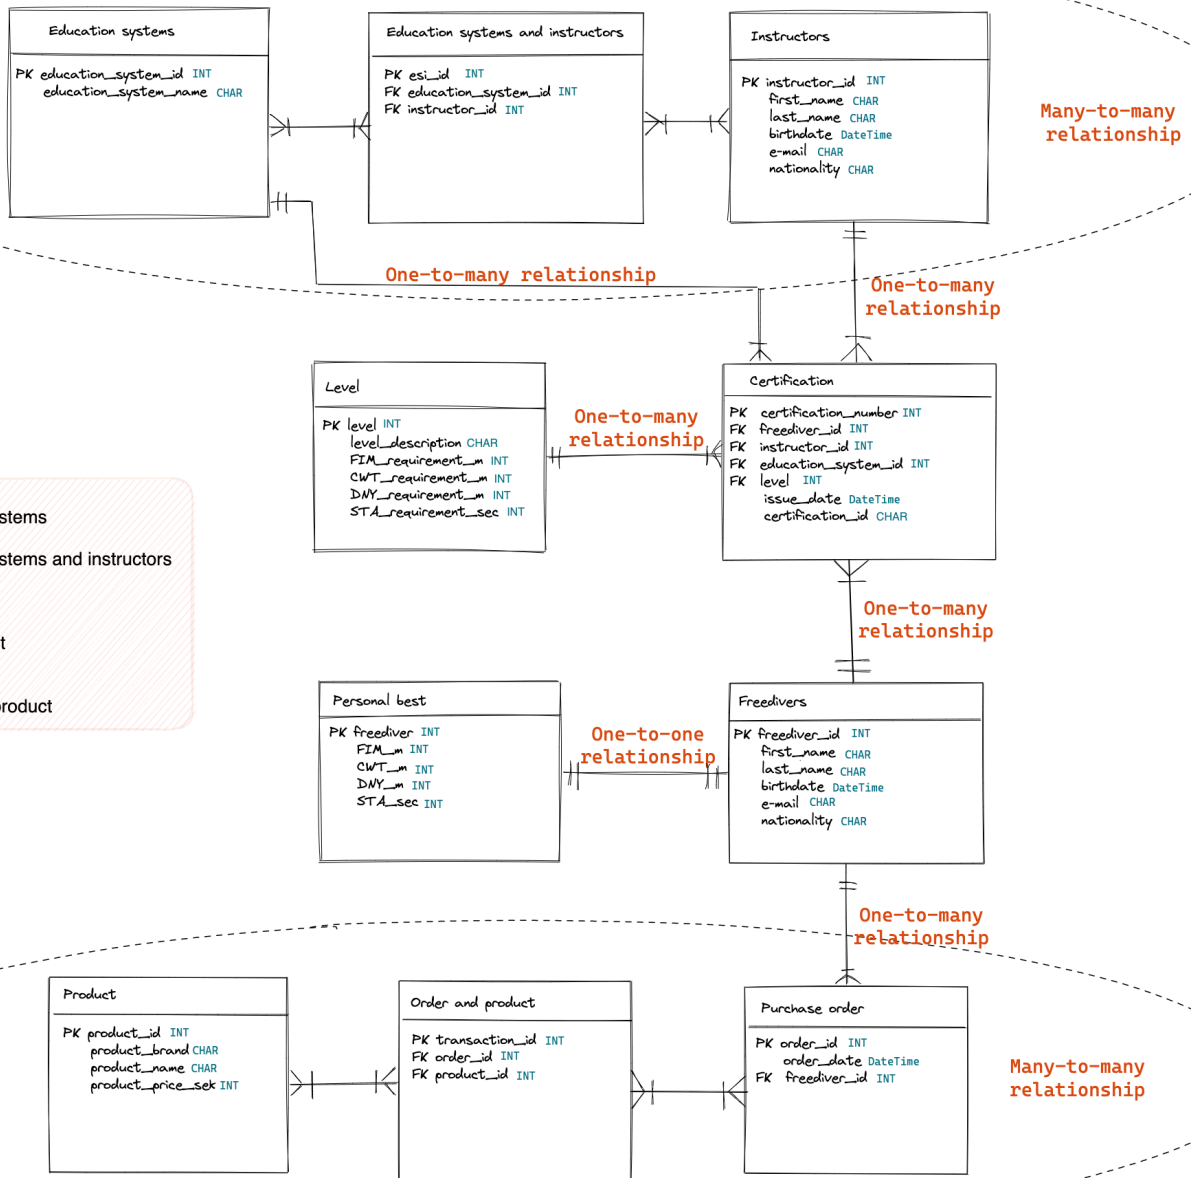 Education systems
PK education_system_id INT
education_system_name CHAR
Education systems and instructors
PK esi_id INT
FK education_system_id INT
FK instructor_id INT
Instructors
PK instructor_id INT
first_name CHAR
last_name CHAR
birthdate DateTime
e-mail CHAR
nationality CHAR
Many-to-many
relationship
One-to-many relationship
One-to-many
relationship
Level
PK level INT
level_description CHAR
FIM_requirement_m INT
CWT_requirement_m INT
DNY_requirement_m INT
STA_requirement_sec INT
One-to-many
relationship
Certification
PK certification_number INT
FK freediver_id INT
FK instructor_id INT
FK education_system_id INT
FK level INT
issue_date DateTime
certification_id CHAR
stems
stems and instructors
t
roduct
One-to-many
relationship
Personal best
PK freediver INT
FIM_m INT
CWT_m INT
DNY_m INT
STA_sec INT
One-to-one
relationship
Freedivers
PK freediver_id INT
first_name CHAR
last_name CHAR
birthdate DateTime
e-mail CHAR
nationality CHAR
One-to-many
relationship
Product
PK product_id INT
product_brand CHAR
product_name CHAR
product_price_sek INT
Order and product
PK transaction_id INT
FK order_id INT
FK product_id INT
Purchase order
PK order_id INT
order_date DateTime
FK freediver_id INT
Many-to-many
relationship